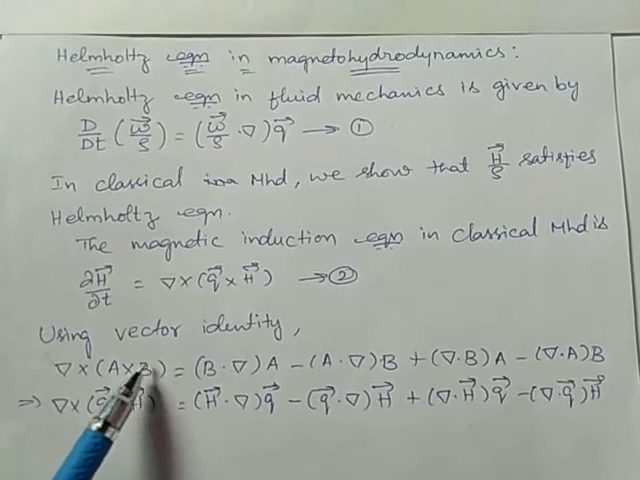 Helmholtz eqn in magnetohydrodynamics:
Helmholtz eqn in fluid mechanics is given by
D/Dt (ω⃗/ρ) = (ω⃗/ρ · ∇) q⃗ → ①
In classical Mhd, we show that H⃗/ρ satisfies
Helmholtz eqn.
The magnetic induction eqn in classical Mhd is
∂H⃗/∂t = ∇ × (q⃗ × H⃗) → ②
Using vector identity,
∇ × (A × B) = (B · ∇) A − (A · ∇) B + (∇ · B) A − (∇ · A) B
⇒ ∇ × (q⃗ H⃗) = (H⃗ · ∇) q⃗ − (q⃗ · ∇) H⃗ + (∇ · H⃗) q⃗ − (∇ · q⃗) H⃗